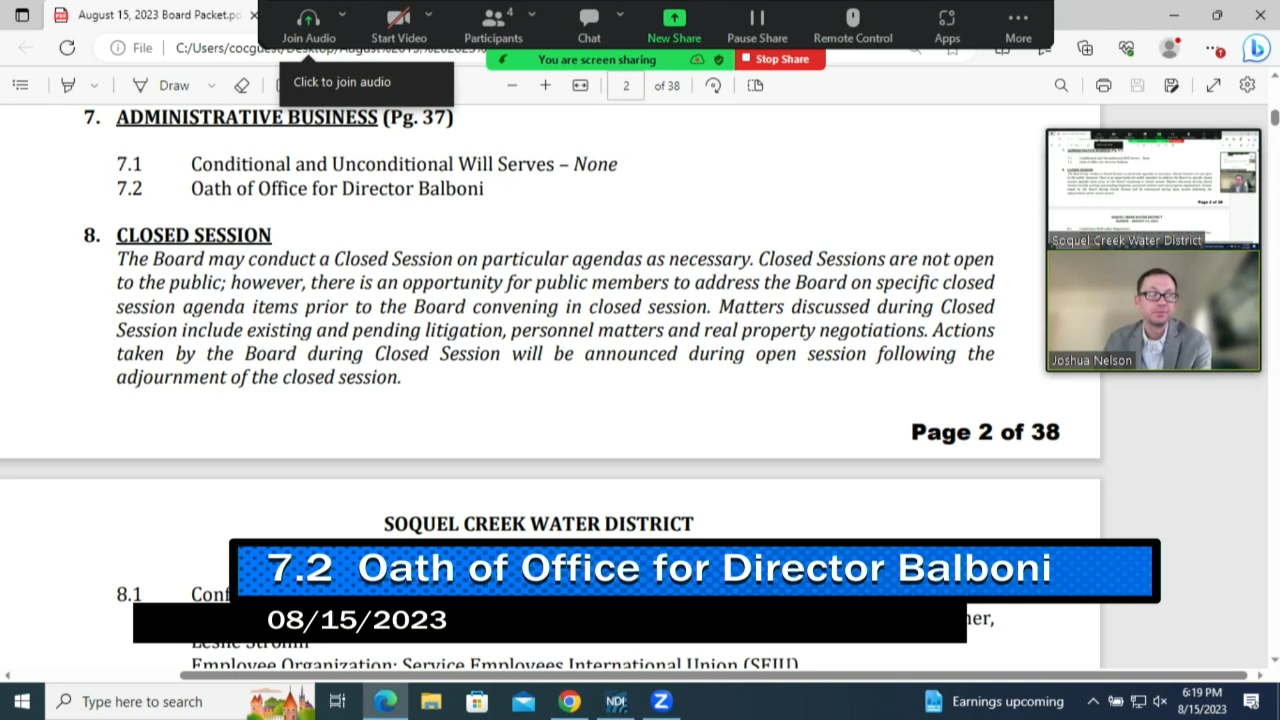 August 15, 2023 Board Packet.pd
Join Audio
Start Video
4
Participants
Chat
New Share
Pause Share
Remote Control
Apps
More
File
C:/Users/cocguest/Desktop/August%
You are screen sharing
Stop Share
Click to join audio
Draw
2
of 38
7. ADMINISTRATIVE BUSINESS (Pg. 37)
7.1 Conditional and Unconditional Will Serves – None
7.2 Oath of Office for Director Balboni
8. CLOSED SESSION
The Board may conduct a Closed Session on particular agendas as necessary. Closed Sessions are not open
to the public; however, there is an opportunity for public members to address the Board on specific closed
session agenda items prior to the Board convening in closed session. Matters discussed during Closed
Session include existing and pending litigation, personnel matters and real property negotiations. Actions
taken by the Board during Closed Session will be announced during open session following the
adjournment of the closed session.
Page 2 of 38
Soquel Creek Water District
Joshua Nelson
SOQUEL CREEK WATER DISTRICT
7.2 Oath of Office for Director Balboni
8.1 Conf
08/15/2023
ner,
Employee Organization: Service Employees International Union (SEIU)
Type here to search
NDI
Z
Earnings upcoming
6:19 PM
8/15/2023